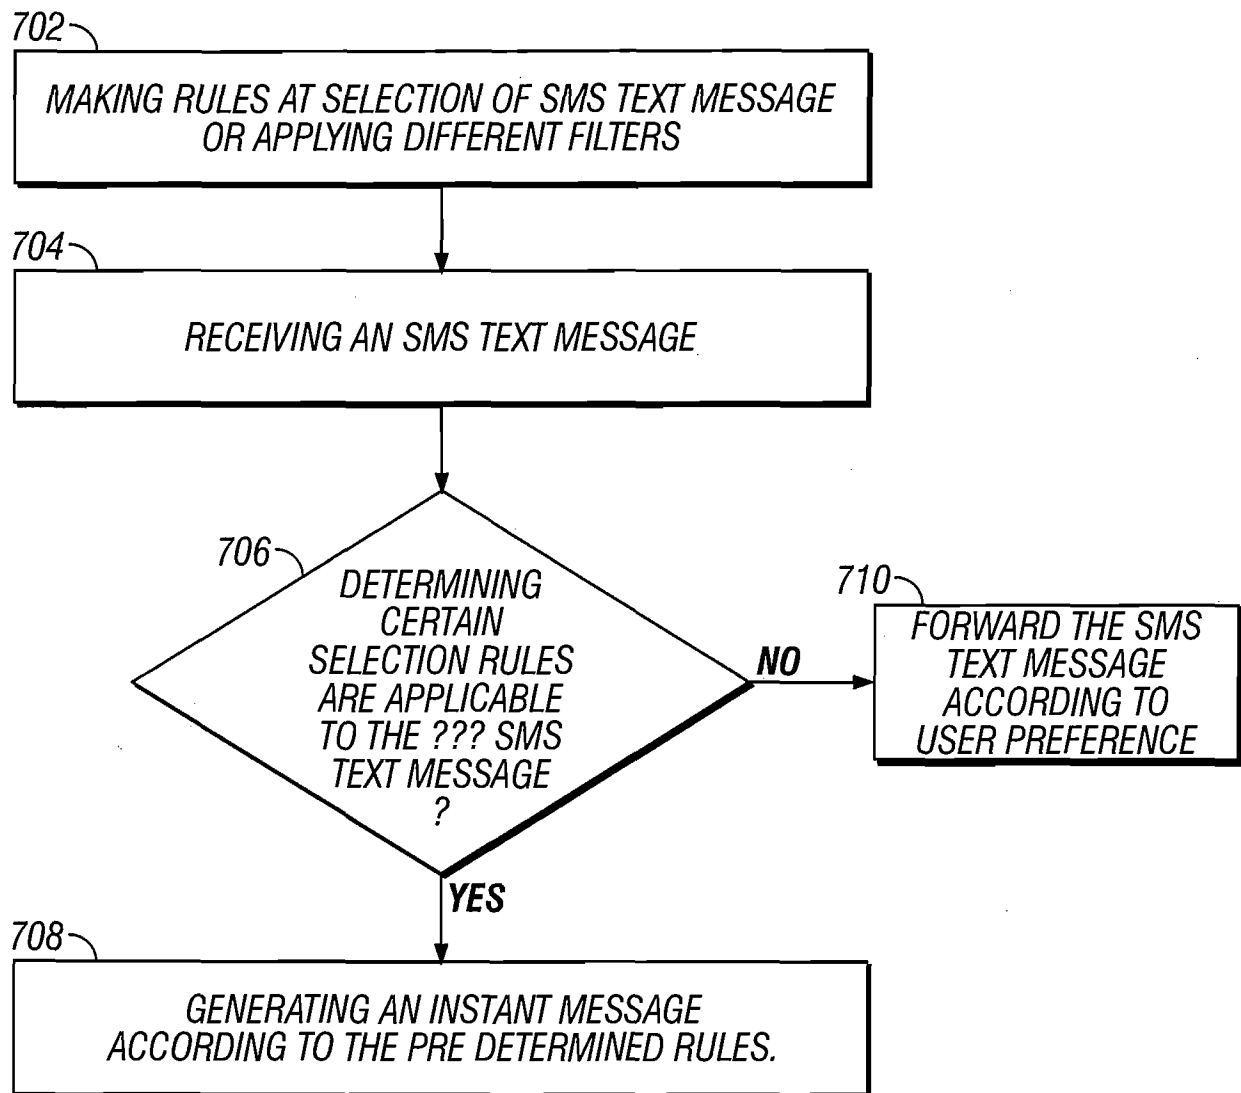 702
MAKING RULES AT SELECTION OF SMS TEXT MESSAGE
OR APPLYING DIFFERENT FILTERS
704
RECEIVING AN SMS TEXT MESSAGE
706
DETERMINING
CERTAIN
SELECTION RULES
ARE APPLICABLE
TO THE ??? SMS
TEXT MESSAGE
?
NO
710
FORWARD THE SMS
TEXT MESSAGE
ACCORDING TO
USER PREFERENCE
YES
708
GENERATING AN INSTANT MESSAGE
ACCORDING TO THE PRE DETERMINED RULES.